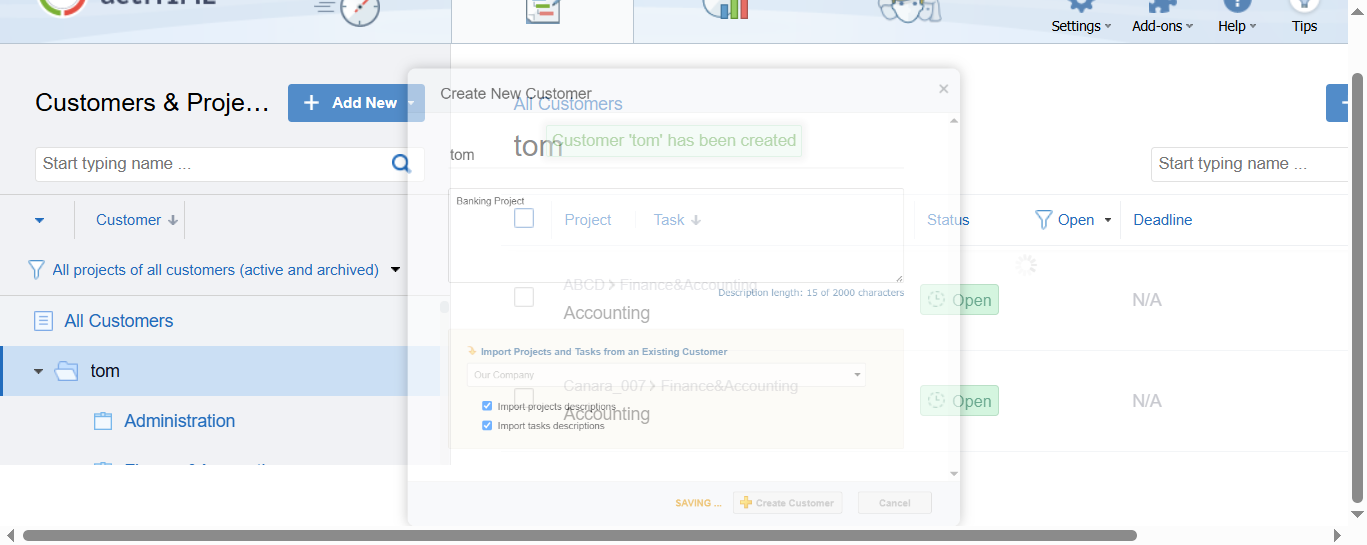 actiTIME
Settings
Add-ons
Help
Tips
Customers & Proje...
Add New
Create New Customer
All Customers
Customer 'tom' has been created
tom
tom
Start typing name ...
Start typing name ...
Banking Project
Customer
Project
Task
Status
Open
Deadline
All projects of all customers (active and archived)
ABCD > Finance&Accounting
Description length: 15 of 2000 characters
Accounting
Open
N/A
All Customers
Import Projects and Tasks from an Existing Customer
tom
Our Company
Canara_007 > Finance&Accounting
Import projects descriptions
Accounting
Open
N/A
Administration
Import tasks descriptions
SAVING ...
Create Customer
Cancel